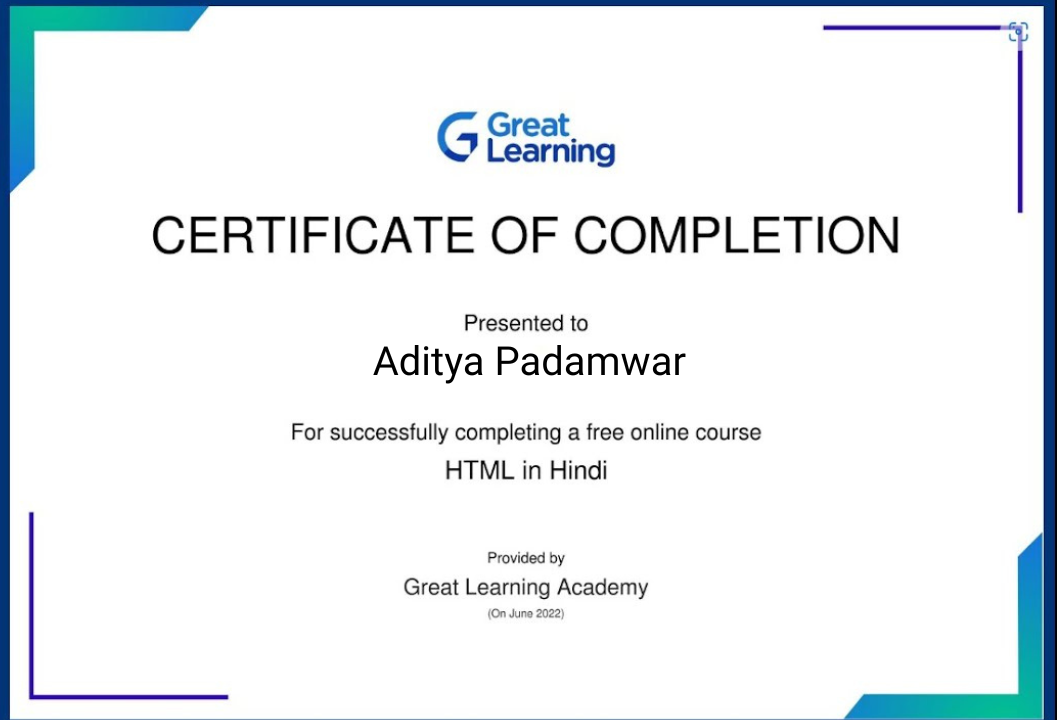 Great
Learning
CERTIFICATE OF COMPLETION
Presented to
Aditya Padamwar
For successfully completing a free online course
HTML in Hindi
Provided by
Great Learning Academy
(On June 2022)